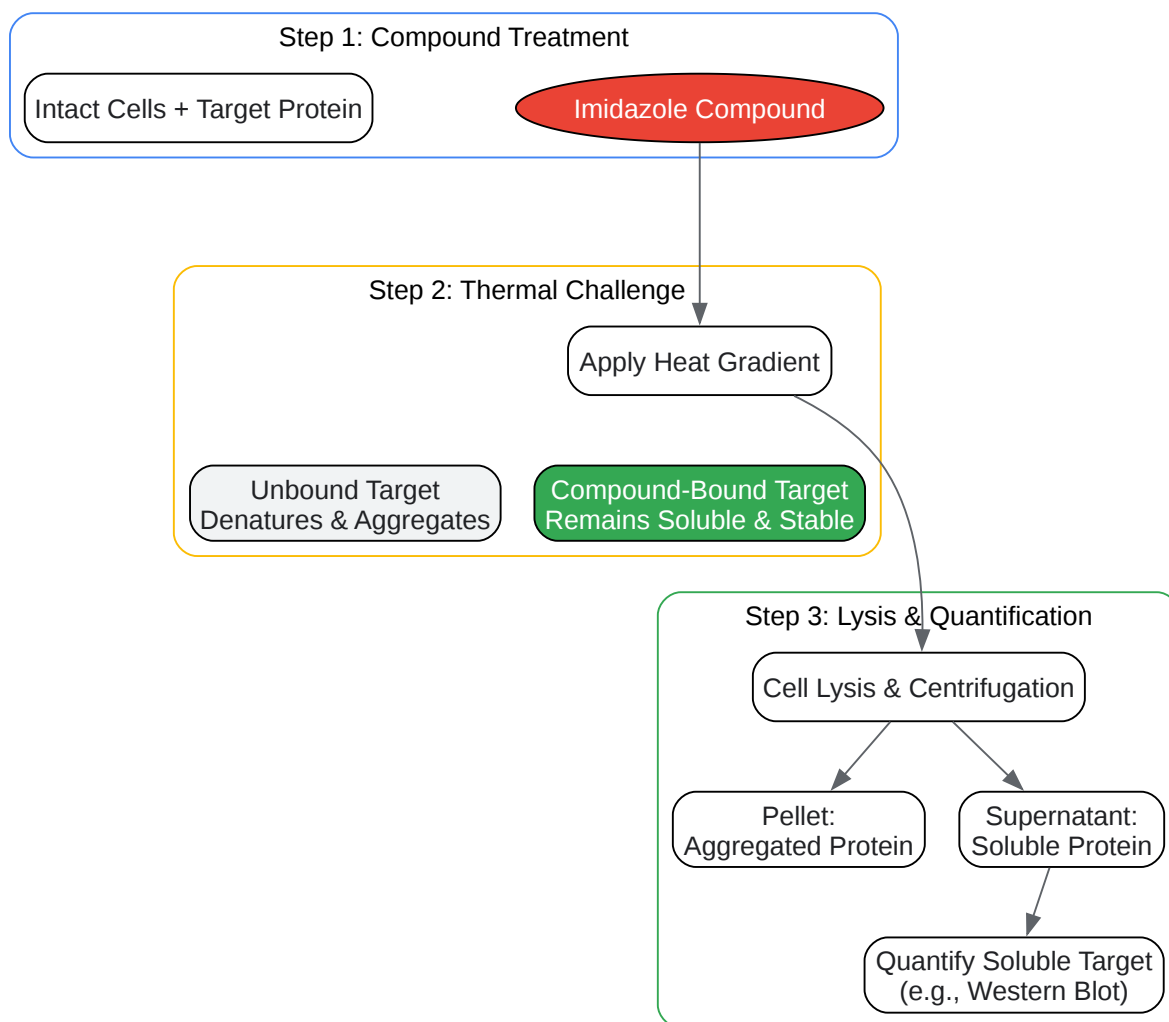 Step 1: Compound Treatment
Intact Cells + Target Protein
Imidazole Compound
Step 2: Thermal Challenge
Apply Heat Gradient
Unbound Target
Denatures & Aggregates
Compound-Bound Target
Remains Soluble & Stable
Step 3: Lysis & Quantification
Cell Lysis & Centrifugation
Pellet:
Aggregated Protein
Supernatant:
Soluble Protein
Quantify Soluble Target
(e.g., Western Blot)